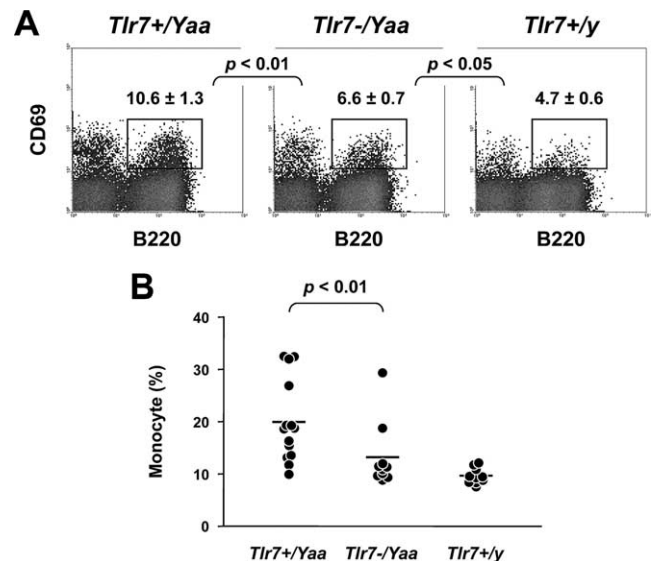 A
Tlr7+/Yaa
Tlr7-/Yaa
Tlr7+/y
p < 0.01
p < 0.05
10.6 ± 1.3
6.6 ± 0.7
4.7 ± 0.6
CD69
B220
B220
B220
B
p < 0.01
40
30
20
10
0
Monocyte (%)
Tlr7+/Yaa
Tlr7-/Yaa
Tlr7+/y